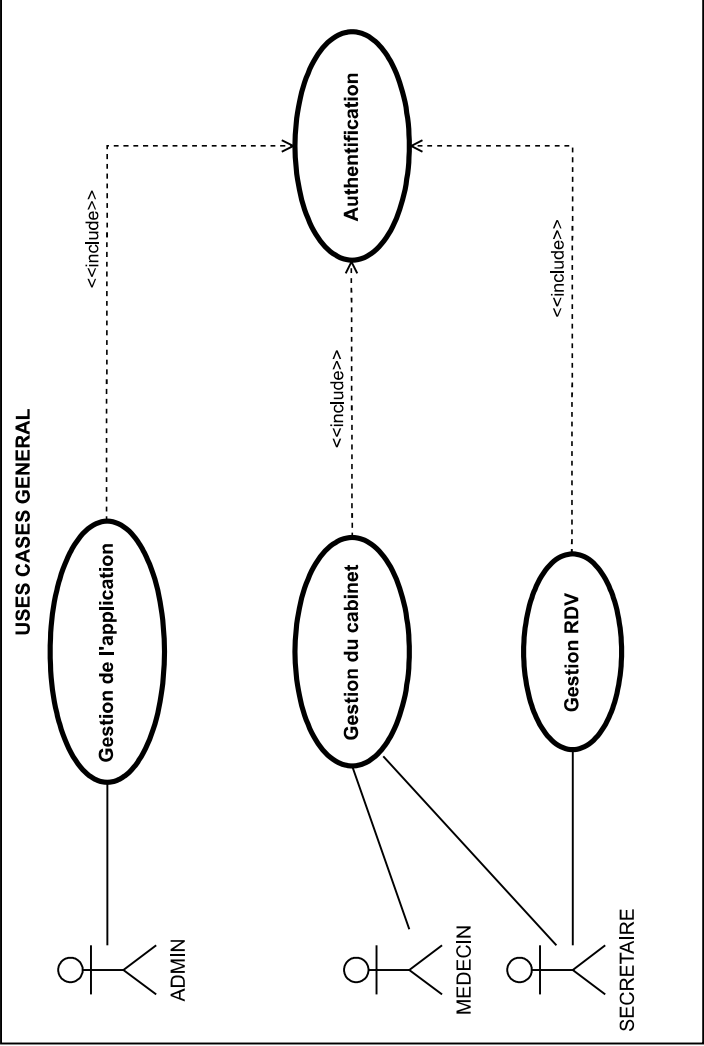 USES CASES GENERAL
<<include>>
Gestion de l'application
ADMIN
Authentification
<<include>>
Gestion du cabinet
MEDECIN
<<include>>
Gestion RDV
SECRETAIRE